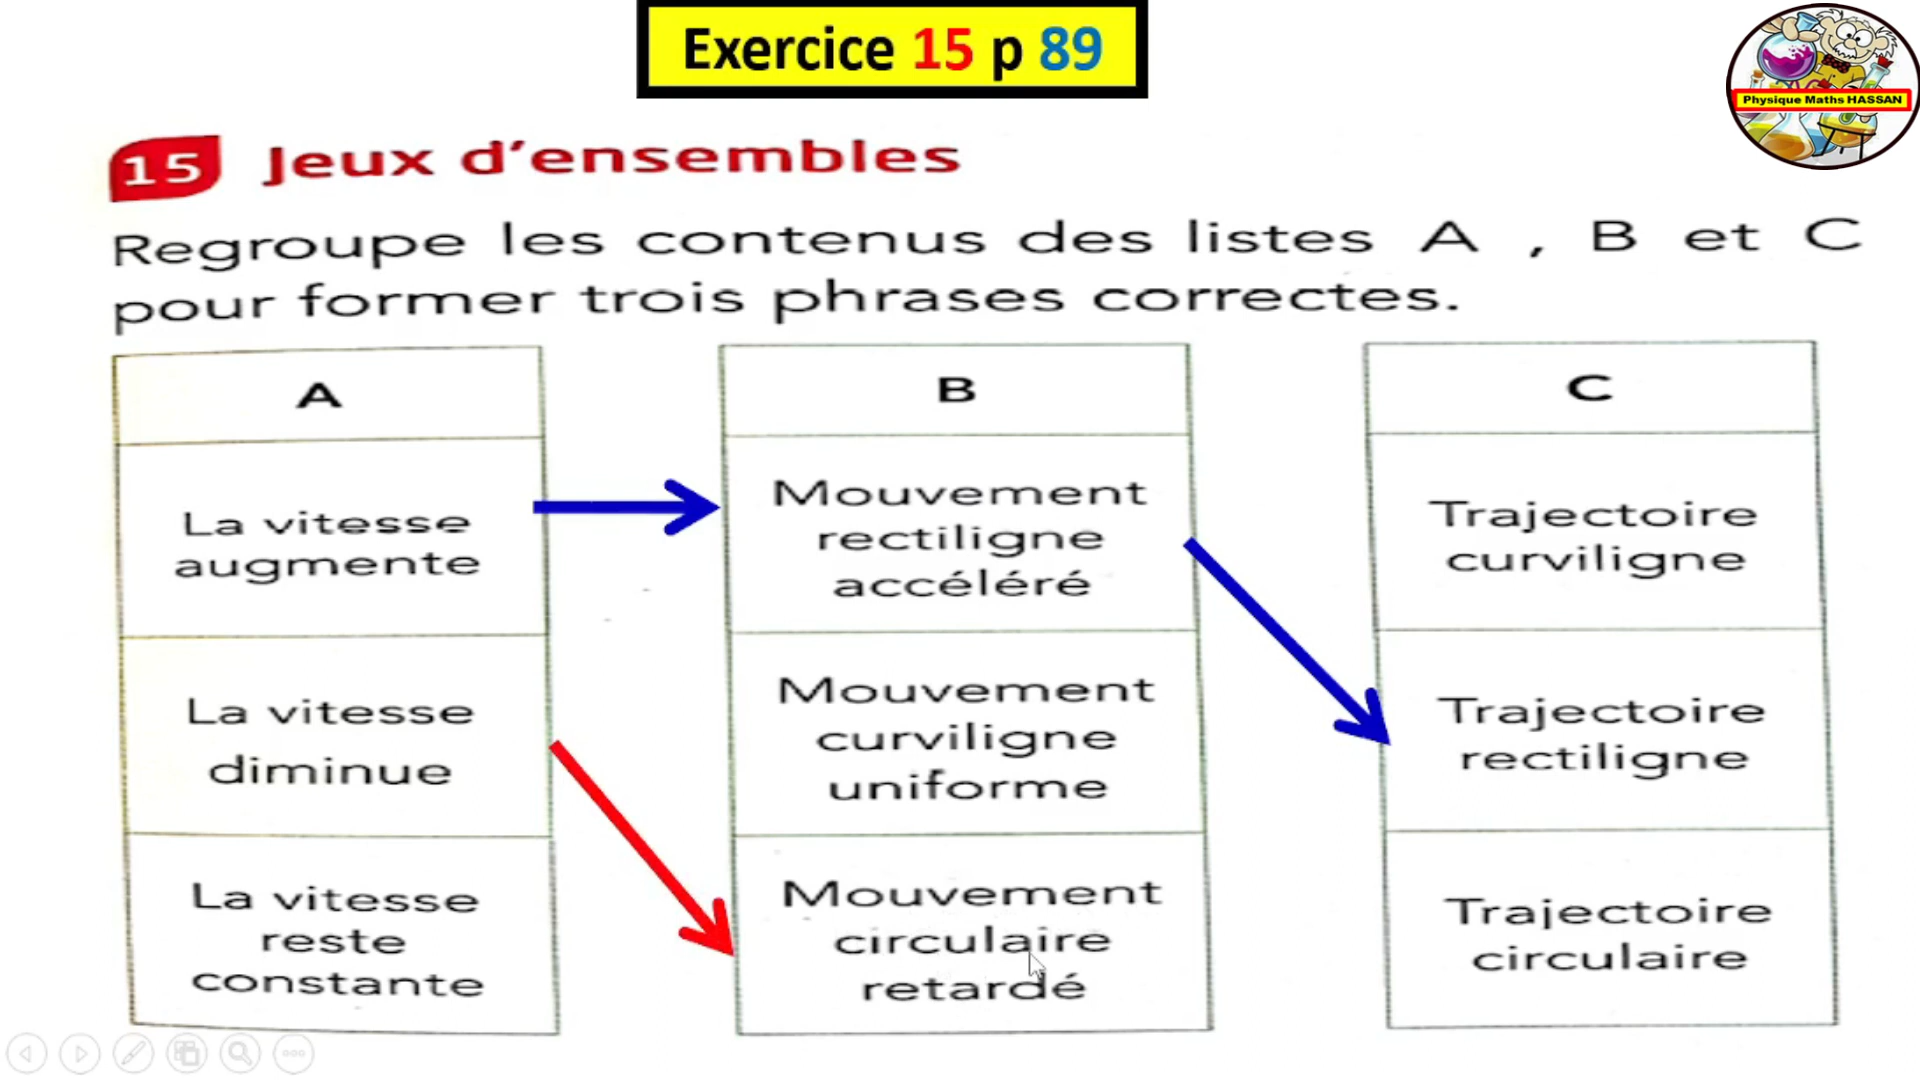 Exercice 15 p 89
Physique Maths HASSAN
15 Jeux d'ensembles
Regroupe les contenus des listes A , B et C
pour former trois phrases correctes.
A
La vitesse
augmente
La vitesse
diminue
La vitesse
reste
constante
B
Mouvement
rectiligne
accéléré
Mouvement
curviligne
uniforme
Mouvement
circulaire
retardé
C
Trajectoire
curviligne
Trajectoire
rectiligne
Trajectoire
circulaire